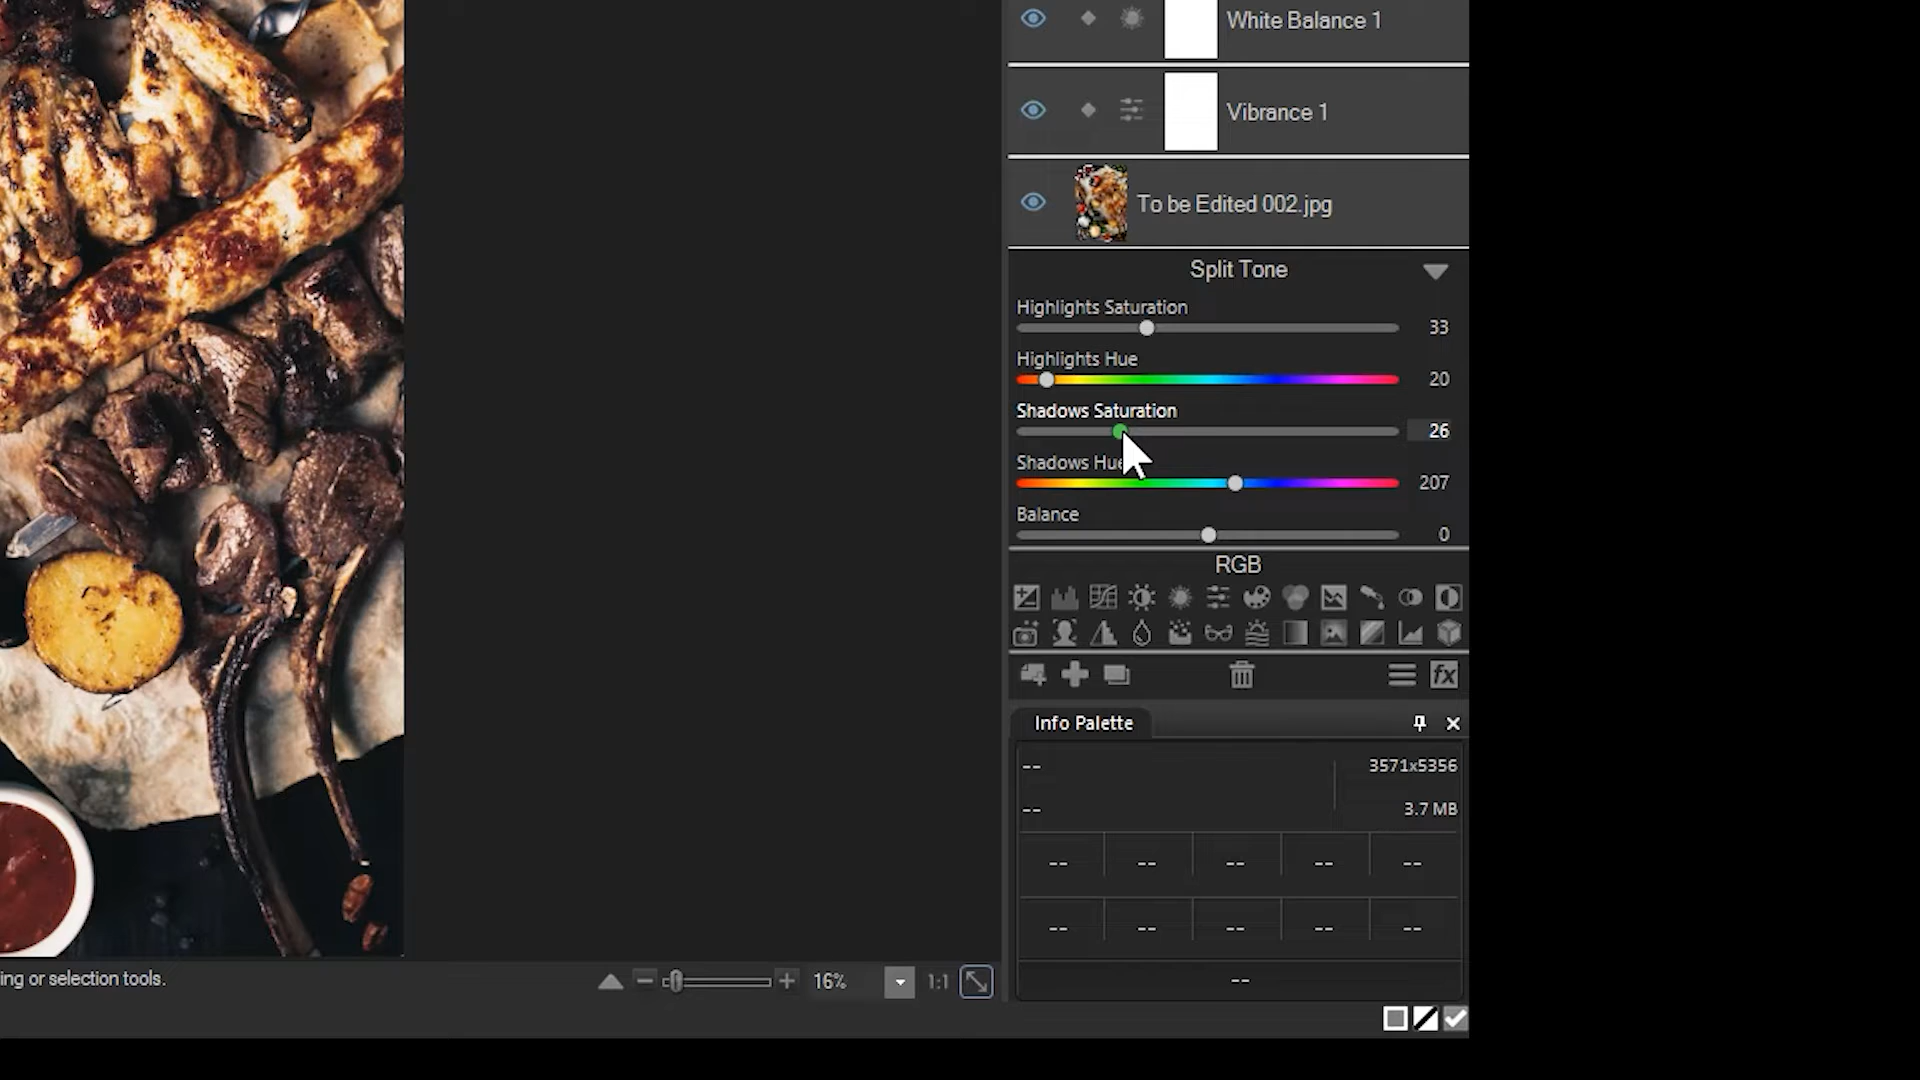 White Balance 1
Vibrance 1
To be Edited 002.jpg
Split Tone
Highlights Saturation
33
Highlights Hue
20
Shadows Saturation
26
Shadows Hue
207
Balance
0
RGB
fx
Info Palette
-- 3571x5356
-- 3.7 MB
-- -- -- -- --
-- -- -- -- --
--
ing or selection tools.
16%
1:1